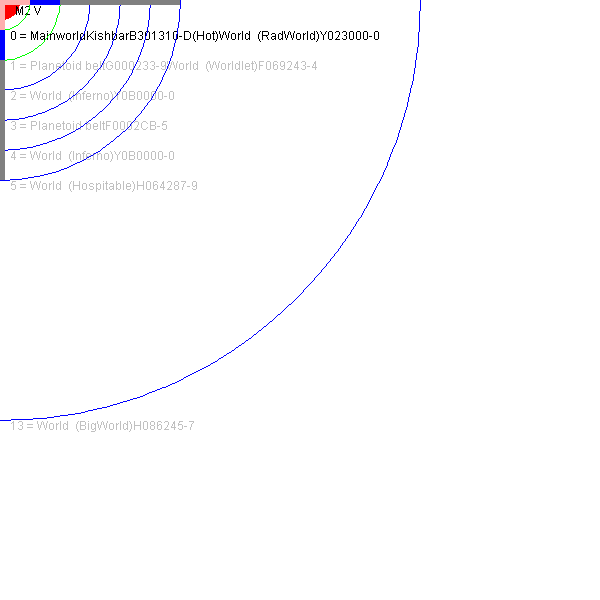 M2 V
0 = MainworldKishbarB301310-D(Hot)World (RadWorld)Y023000-0
1 = Planetoid beltG000233-9World (Worldlet)F069243-4
2 = World (Inferno)Y0B0000-0
3 = Planetoid beltF0002CB-5
4 = World (Inferno)Y0B0000-0
5 = World (Hospitable)H064287-9
13 = World (BigWorld)H086245-7